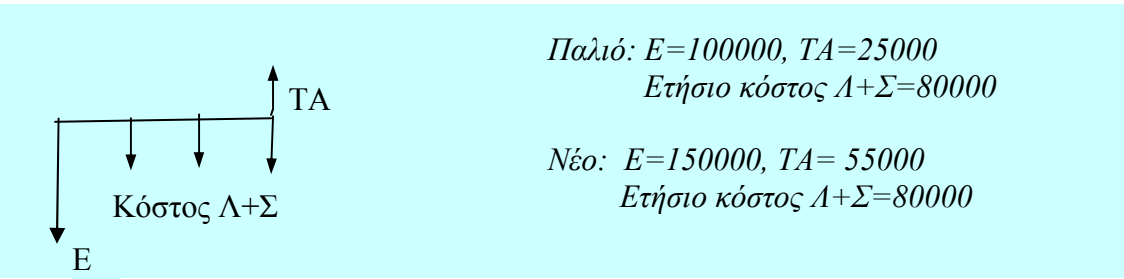 ΤΑ
Κόστος Λ+Σ
Ε
Παλιό: Ε=100000, ΤΑ=25000
Ετήσιο κόστος Λ+Σ=80000
Νέο: Ε=150000, ΤΑ= 55000
Ετήσιο κόστος Λ+Σ=80000